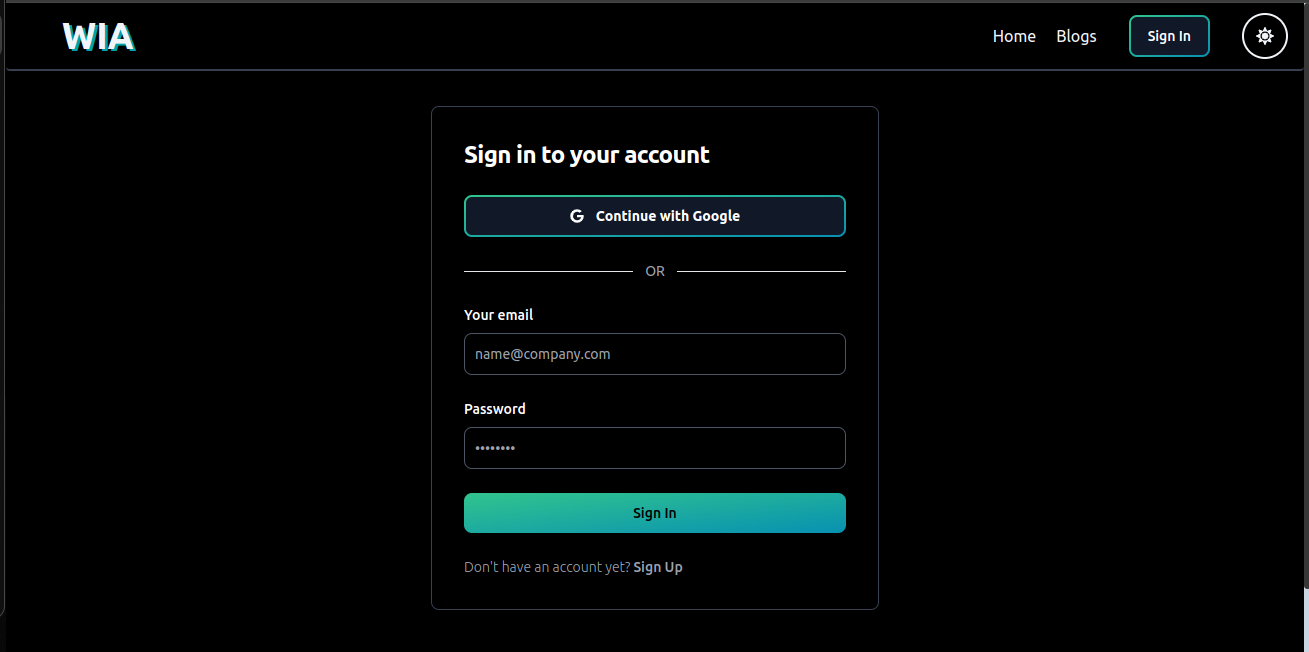 WIA
Home Blogs Sign In
Sign in to your account
G Continue with Google
OR
Your email
name@company.com
Password
••••••••
Sign In
Don't have an account yet? Sign Up